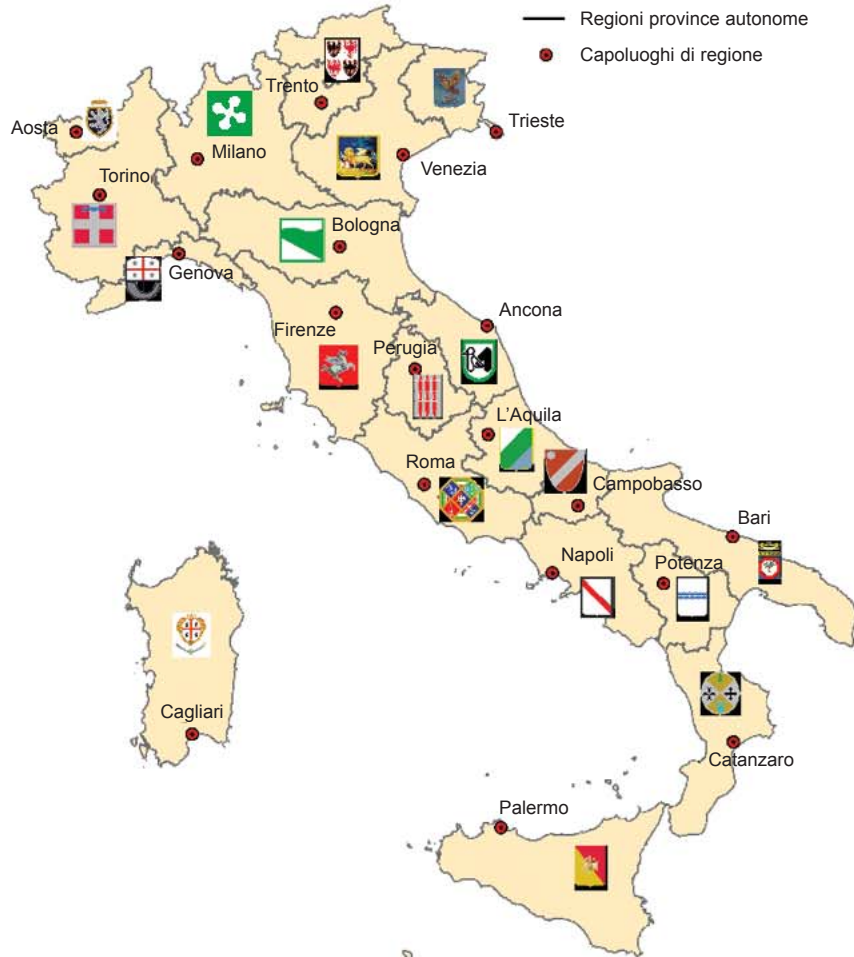 Regioni province autonome
Capoluoghi di regione
Trento
Aosta
Trieste
Milano
Venezia
Torino
Bologna
Genova
Ancona
Firenze
Perugia
L'Aquila
Roma
Campobasso
Bari
Napoli
Potenza
Cagliari
Catanzaro
Palermo